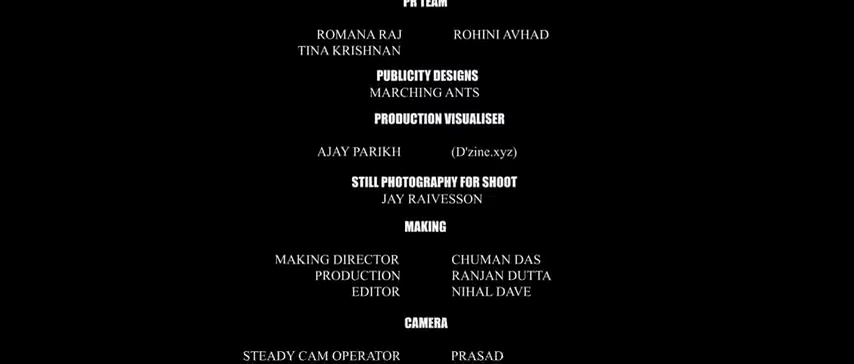 PR TEAM
ROMANA RAJ ROHINI AVHAD
TINA KRISHNAN
PUBLICITY DESIGNS
MARCHING ANTS
PRODUCTION VISUALISER
AJAY PARIKH (D'zine.xyz)
STILL PHOTOGRAPHY FOR SHOOT
JAY RAIVESSON
MAKING
MAKING DIRECTOR CHUMAN DAS
PRODUCTION RANJAN DUTTA
EDITOR NIHAL DAVE
CAMERA
STEADY CAM OPERATOR PRASAD